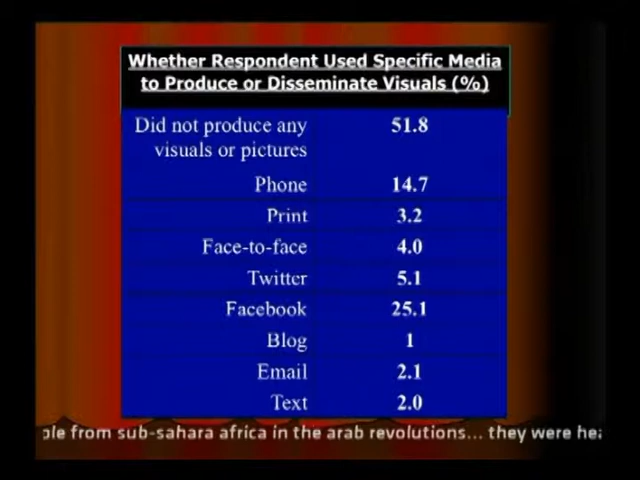 Whether Respondent Used Specific Media
to Produce or Disseminate Visuals (%)
Did not produce any 51.8
visuals or pictures
Phone 14.7
Print 3.2
Face-to-face 4.0
Twitter 5.1
Facebook 25.1
Blog 1
Email 2.1
Text 2.0
from sub-sahara africa in the arab revolutions... they were